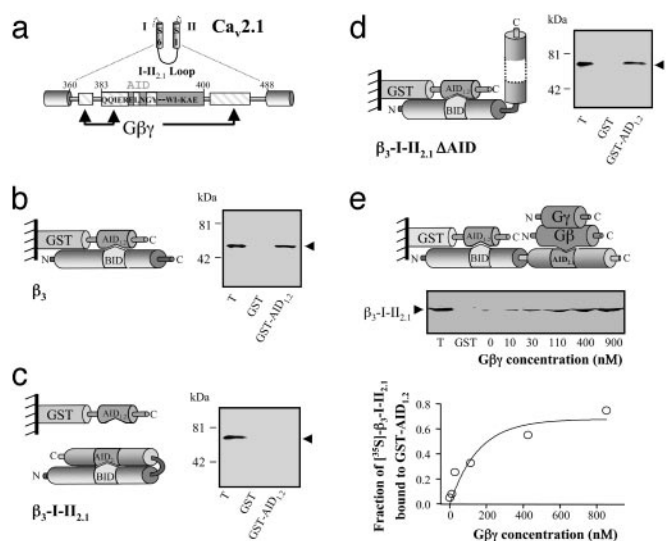 a
I II Caᵥ2.1
I-II₂.₁ Loop
360 383 AID 400 488
Gβγ
b
kDa
81
42
GST AID₁.₂ C
N BID C
β₃
T GST GST-AID₁.₂
c
kDa
81
42
GST AID₁.₂ C
C AID₂.₁
N BID
β₃-I-II₂.₁
T GST GST-AID₁.₂
d
kDa
81
42
C
GST AID₁.₂ C
N BID
β₃-I-II₂.₁ ΔAID
T GST GST-AID₁.₂
e
Gγ C
Gβ C
GST AID₁.₂ C
N BID AID₂.₁ C
β₃-I-II₂.₁
T GST 0 10 30 110 400 900
Gβγ concentration (nM)
Fraction of [³⁵S]-β₃-I-II₂.₁
bound to GST-AID₁.₂
0.8
0.6
0.4
0.2
0.0
0 200 400 600 800
Gβγ concentration (nM)